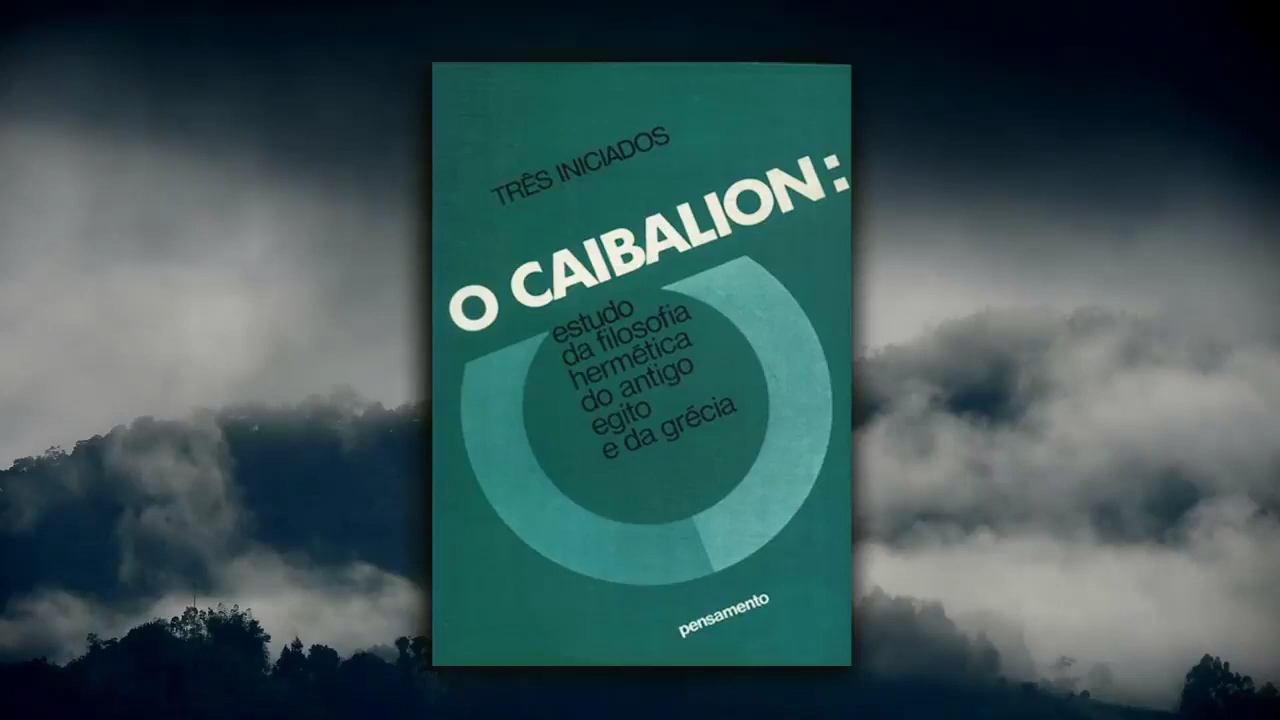 TRÊS INICIADOS
O CAIBALION:
estudo
da filosofia
hermética
do antigo
egito
e da grécia
pensamento